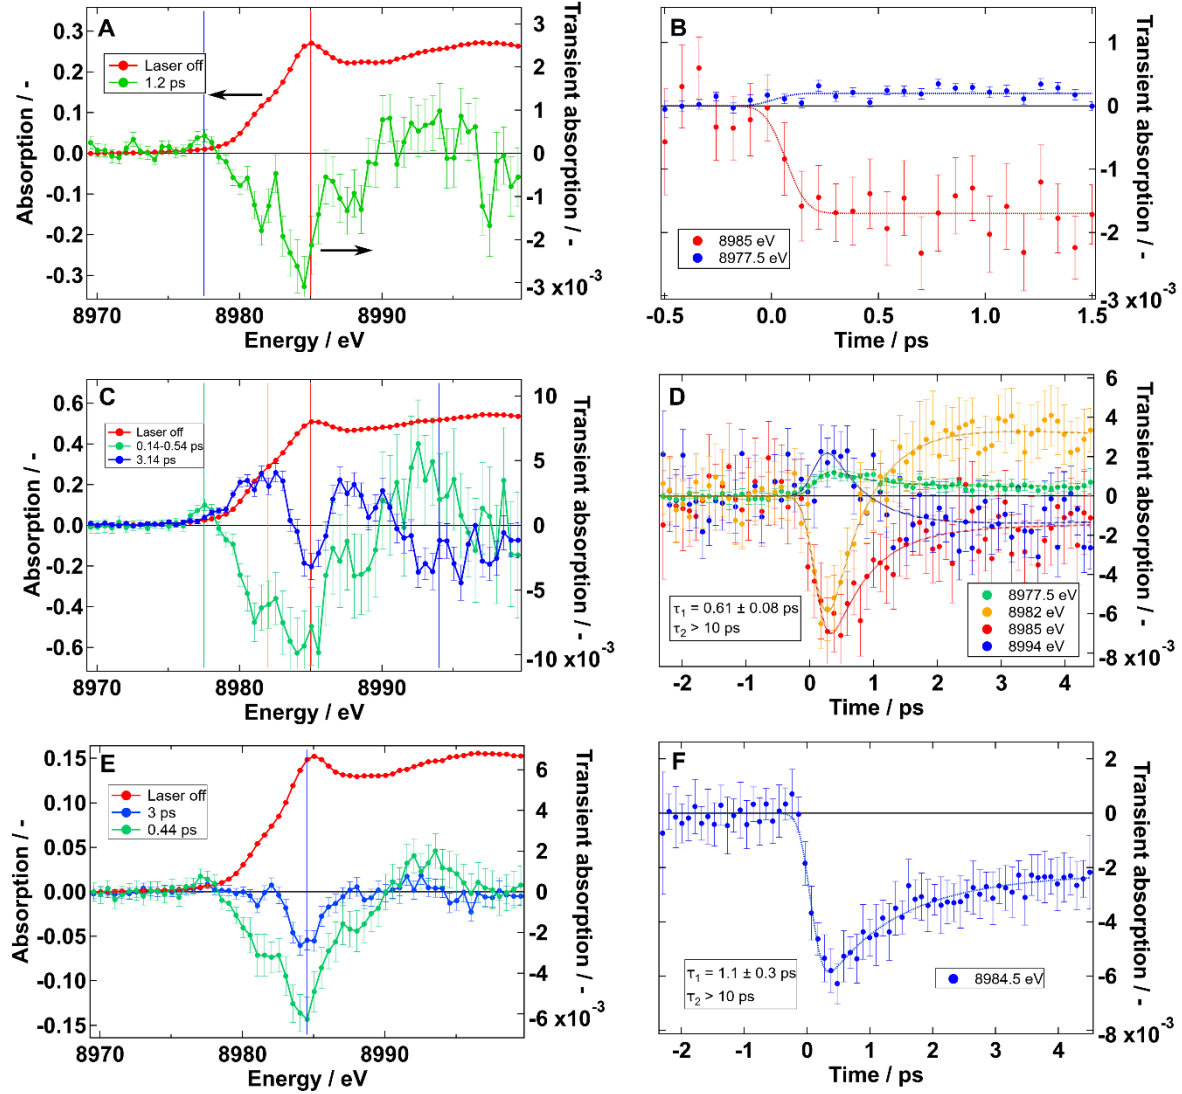 A
Absorption / -
0.3
0.2
0.1
0.0
-0.1
-0.2
-0.3
Laser off
1.2 ps
3
2
1
0
-1
-2
-3 x10⁻³
Transient absorption / -
8970
8980
8990
Energy / eV
B
1
0
-1
-2
-3 x10⁻³
Transient absorption / -
8985 eV
8977.5 eV
-0.5
0.0
0.5
1.0
1.5
Time / ps
C
Absorption / -
0.6
0.4
0.2
0.0
-0.2
-0.4
-0.6
Laser off
0.14-0.54 ps
3.14 ps
10
5
0
-5
-10 x10⁻³
Transient absorption / -
8970
8980
8990
Energy / eV
D
6
4
2
0
-2
-4
-6
-8 x10⁻³
Transient absorption / -
τ₁ = 0.61 ± 0.08 ps
τ₂ > 10 ps
8977.5 eV
8982 eV
8985 eV
8994 eV
-2
-1
0
1
2
3
4
Time / ps
E
Absorption / -
0.15
0.10
0.05
0.00
-0.05
-0.10
-0.15
Laser off
3 ps
0.44 ps
6
4
2
0
-2
-4
-6 x10⁻³
Transient absorption / -
8970
8980
8990
Energy / eV
F
2
0
-2
-4
-6
-8 x10⁻³
Transient absorption / -
τ₁ = 1.1 ± 0.3 ps
τ₂ > 10 ps
8984.5 eV
-2
-1
0
1
2
3
4
Time / ps